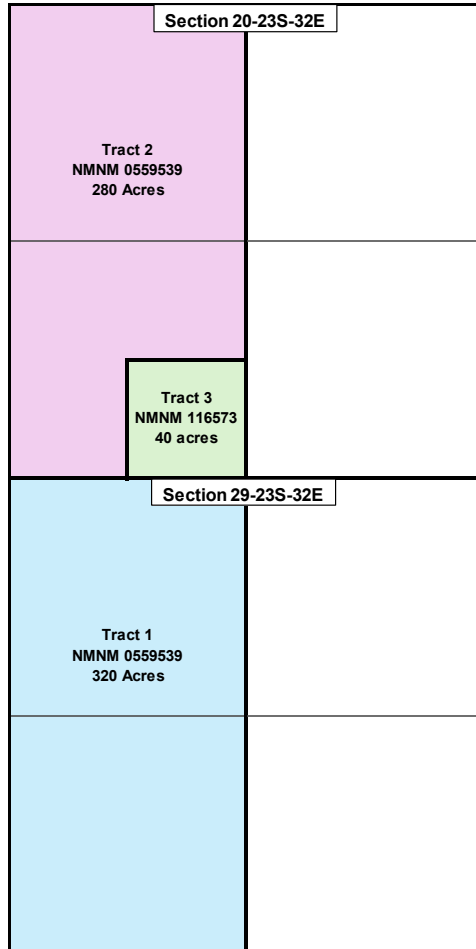 Section 20-23S-32E
Tract 2
NMNM 0559539
280 Acres
Tract 3
NMNM 116573
40 acres
Section 29-23S-32E
Tract 1
NMNM 0559539
320 Acres